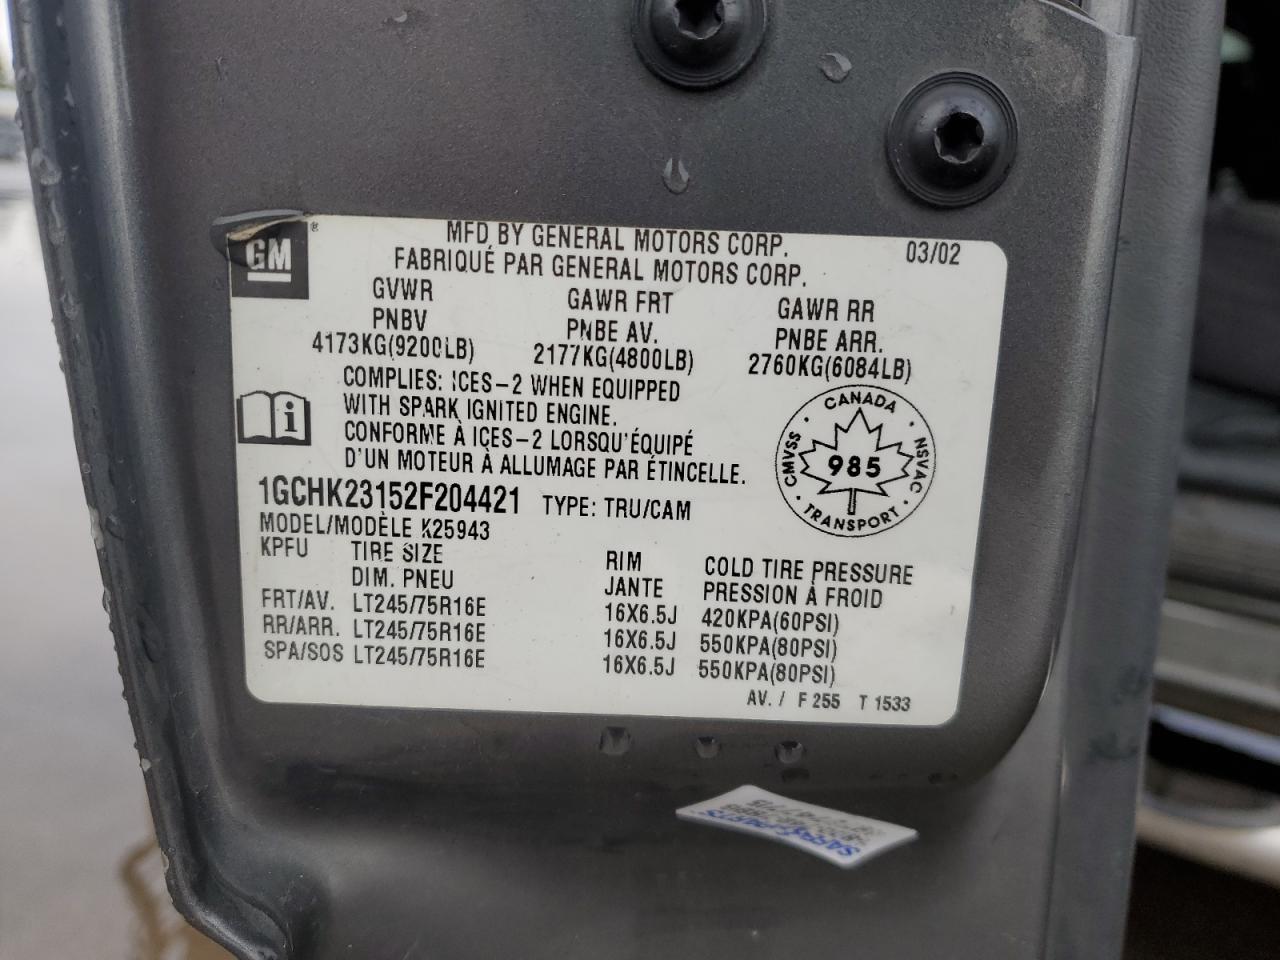 GM ®
MFD BY GENERAL MOTORS CORP. 03/02
FABRIQUÉ PAR GENERAL MOTORS CORP.
GVWR GAWR FRT GAWR RR
PNBV PNBE AV. PNBE ARR.
4173KG(9200LB) 2177KG(4800LB) 2760KG(6084LB)
COMPLIES: ICES-2 WHEN EQUIPPED
WITH SPARK IGNITED ENGINE.
CONFORME À ICES-2 LORSQU'ÉQUIPÉ
D'UN MOTEUR À ALLUMAGE PAR ÉTINCELLE.
i
CANADA
CMVSS · 985 · NSVAC
· TRANSPORT ·
1GCHK23152F204421 TYPE: TRU/CAM
MODEL/MODÈLE K25943
KPFU TIRE SIZE RIM COLD TIRE PRESSURE
DIM. PNEU JANTE PRESSION À FROID
FRT/AV. LT245/75R16E 16X6.5J 420KPA(60PSI)
RR/ARR. LT245/75R16E 16X6.5J 550KPA(80PSI)
SPA/SOS LT245/75R16E 16X6.5J 550KPA(80PSI)
AV. / F 255 T 1533